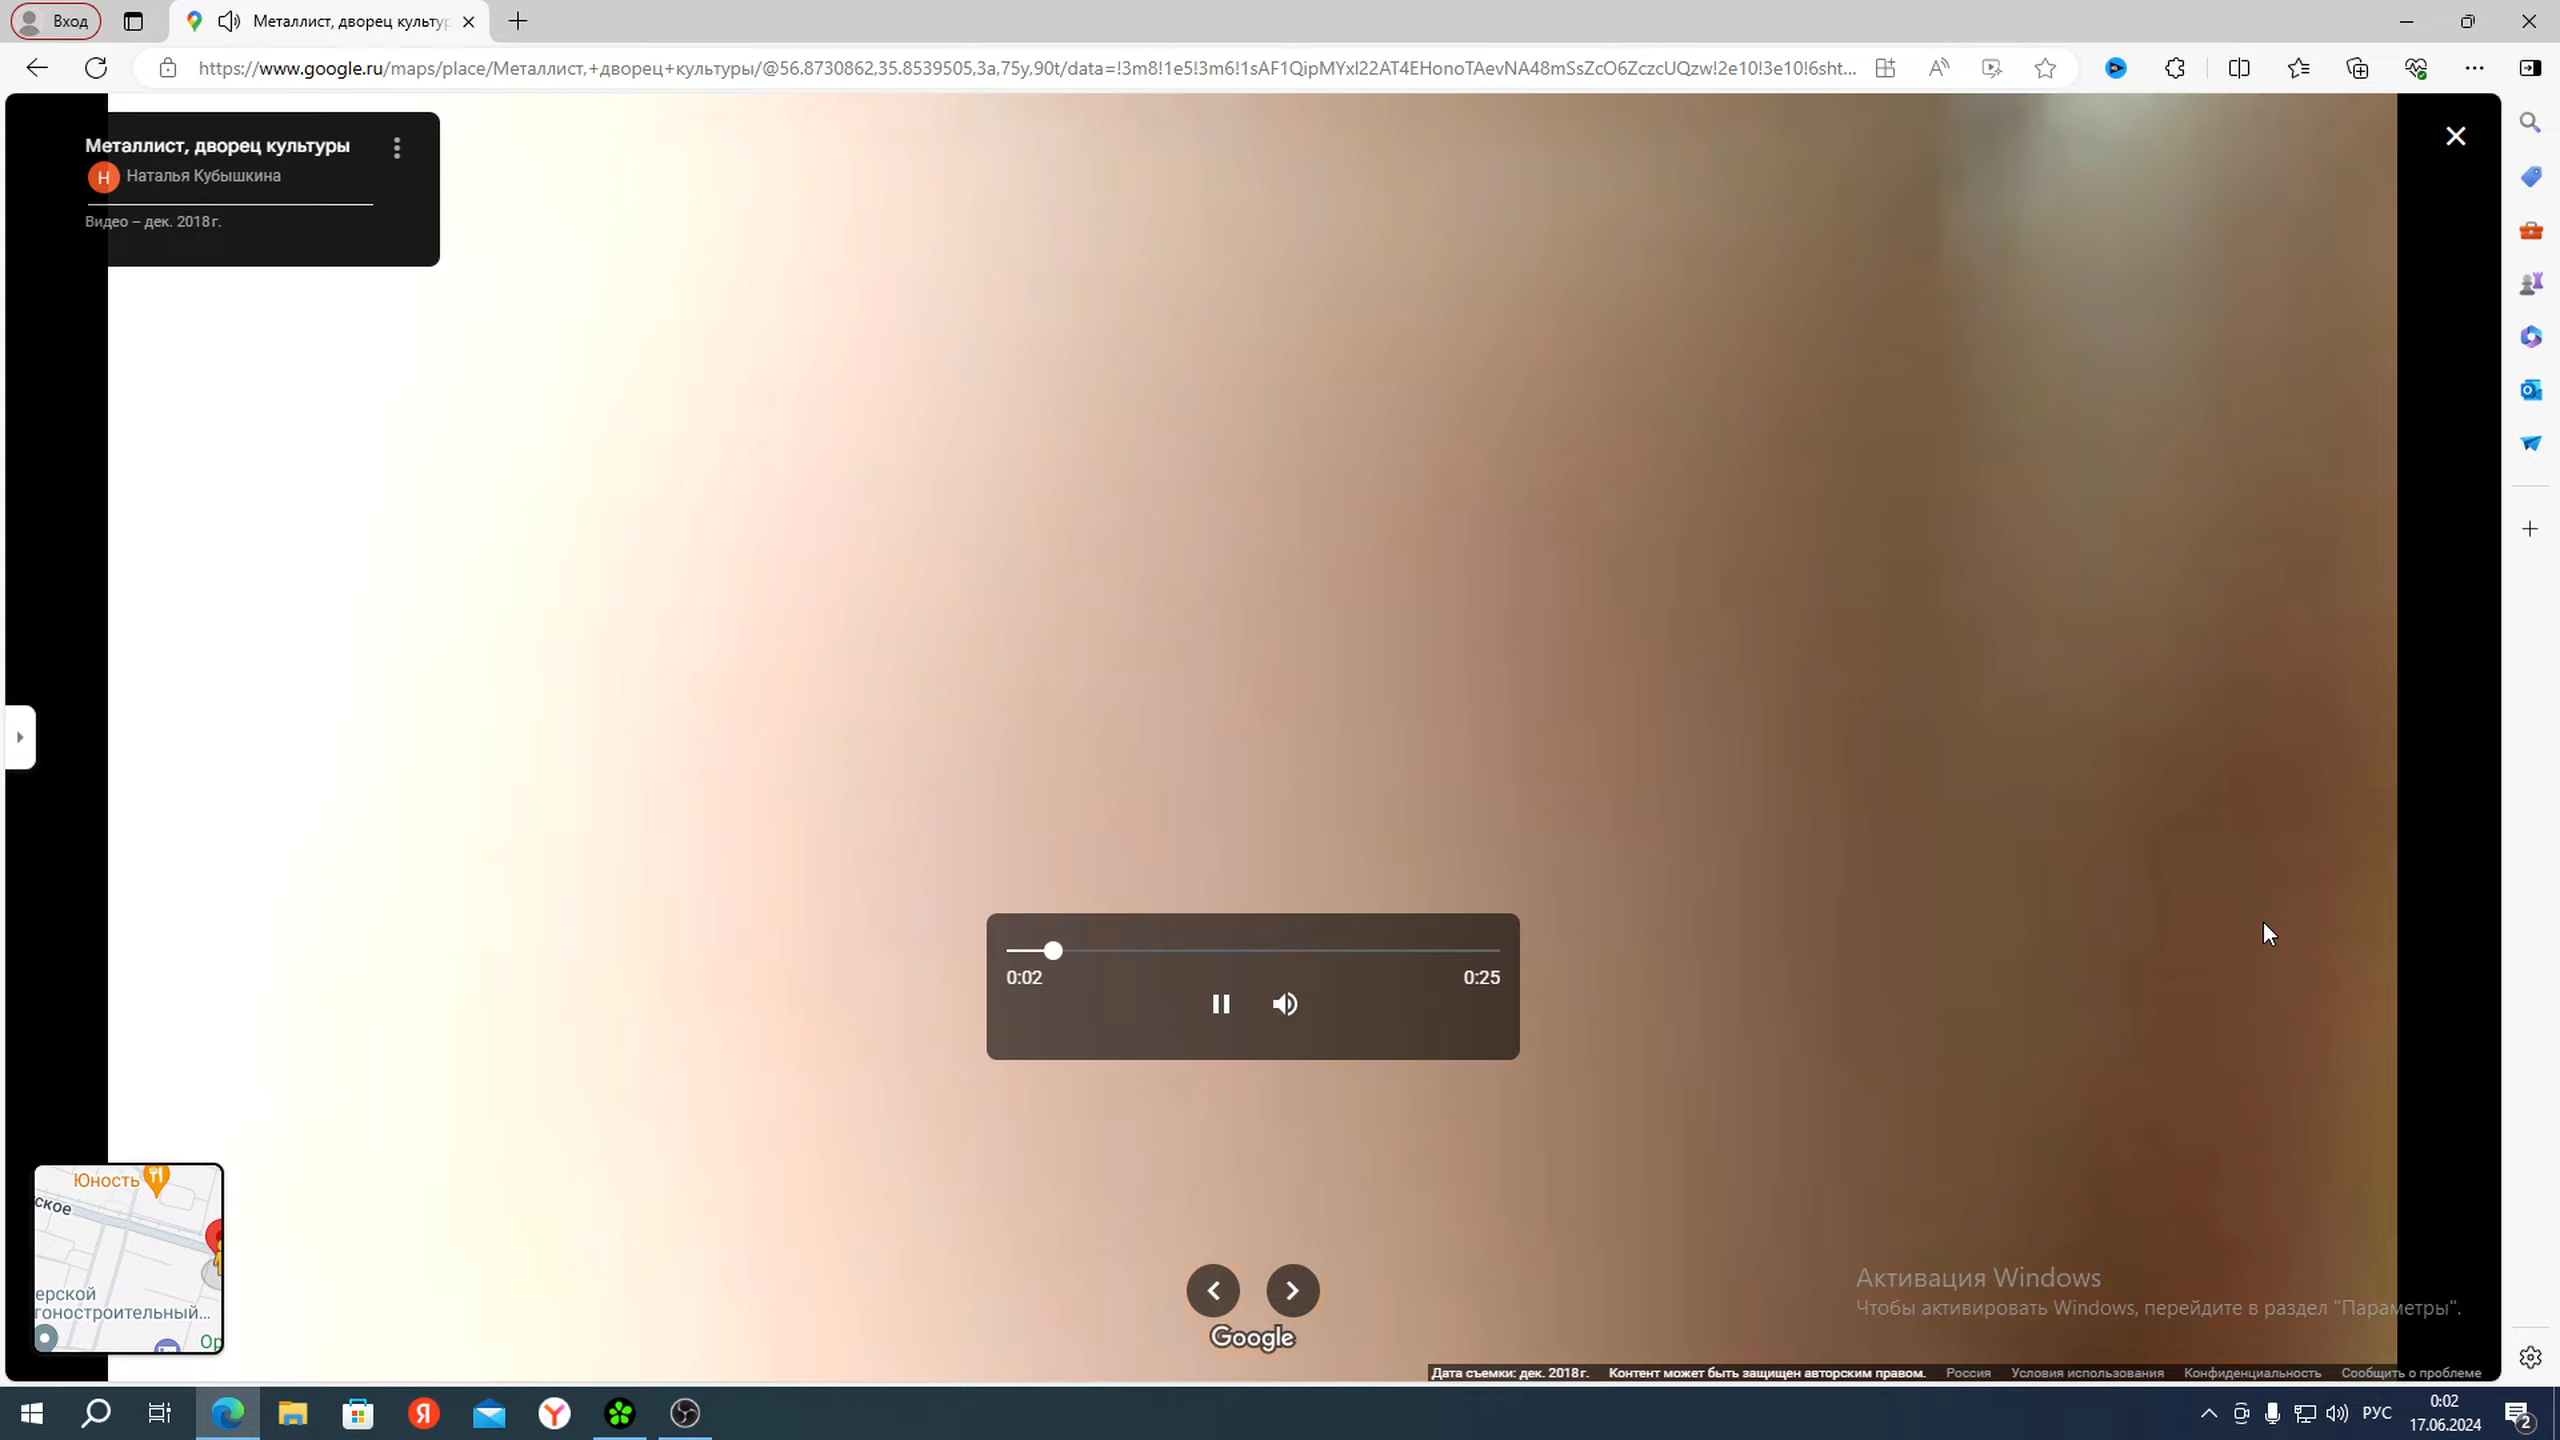 Вход
Металлист, дворец культур
https://www.google.ru/maps/place/Металлист,+дворец+культуры/@56.8730862,35.8539505,3a,75y,90t/data=!3m8!1e5!3m6!1sAF1QipMYxl22AT4EHonoTAevNA48mSsZcO6ZczcUQzw!2e10!3e10!6sht...
Металлист, дворец культуры
Н Наталья Кубышкина
Видео – дек. 2018 г.
0:02
0:25
Юность
ское
ерской
гоностроительный...
Ор
Google
Активация Windows
Чтобы активировать Windows, перейдите в раздел "Параметры".
Дата съемки: дек. 2018 г. Контент может быть защищен авторским правом. Россия Условия использования Конфиденциальность Сообщить о проблеме
РУС
0:02
17.06.2024
2